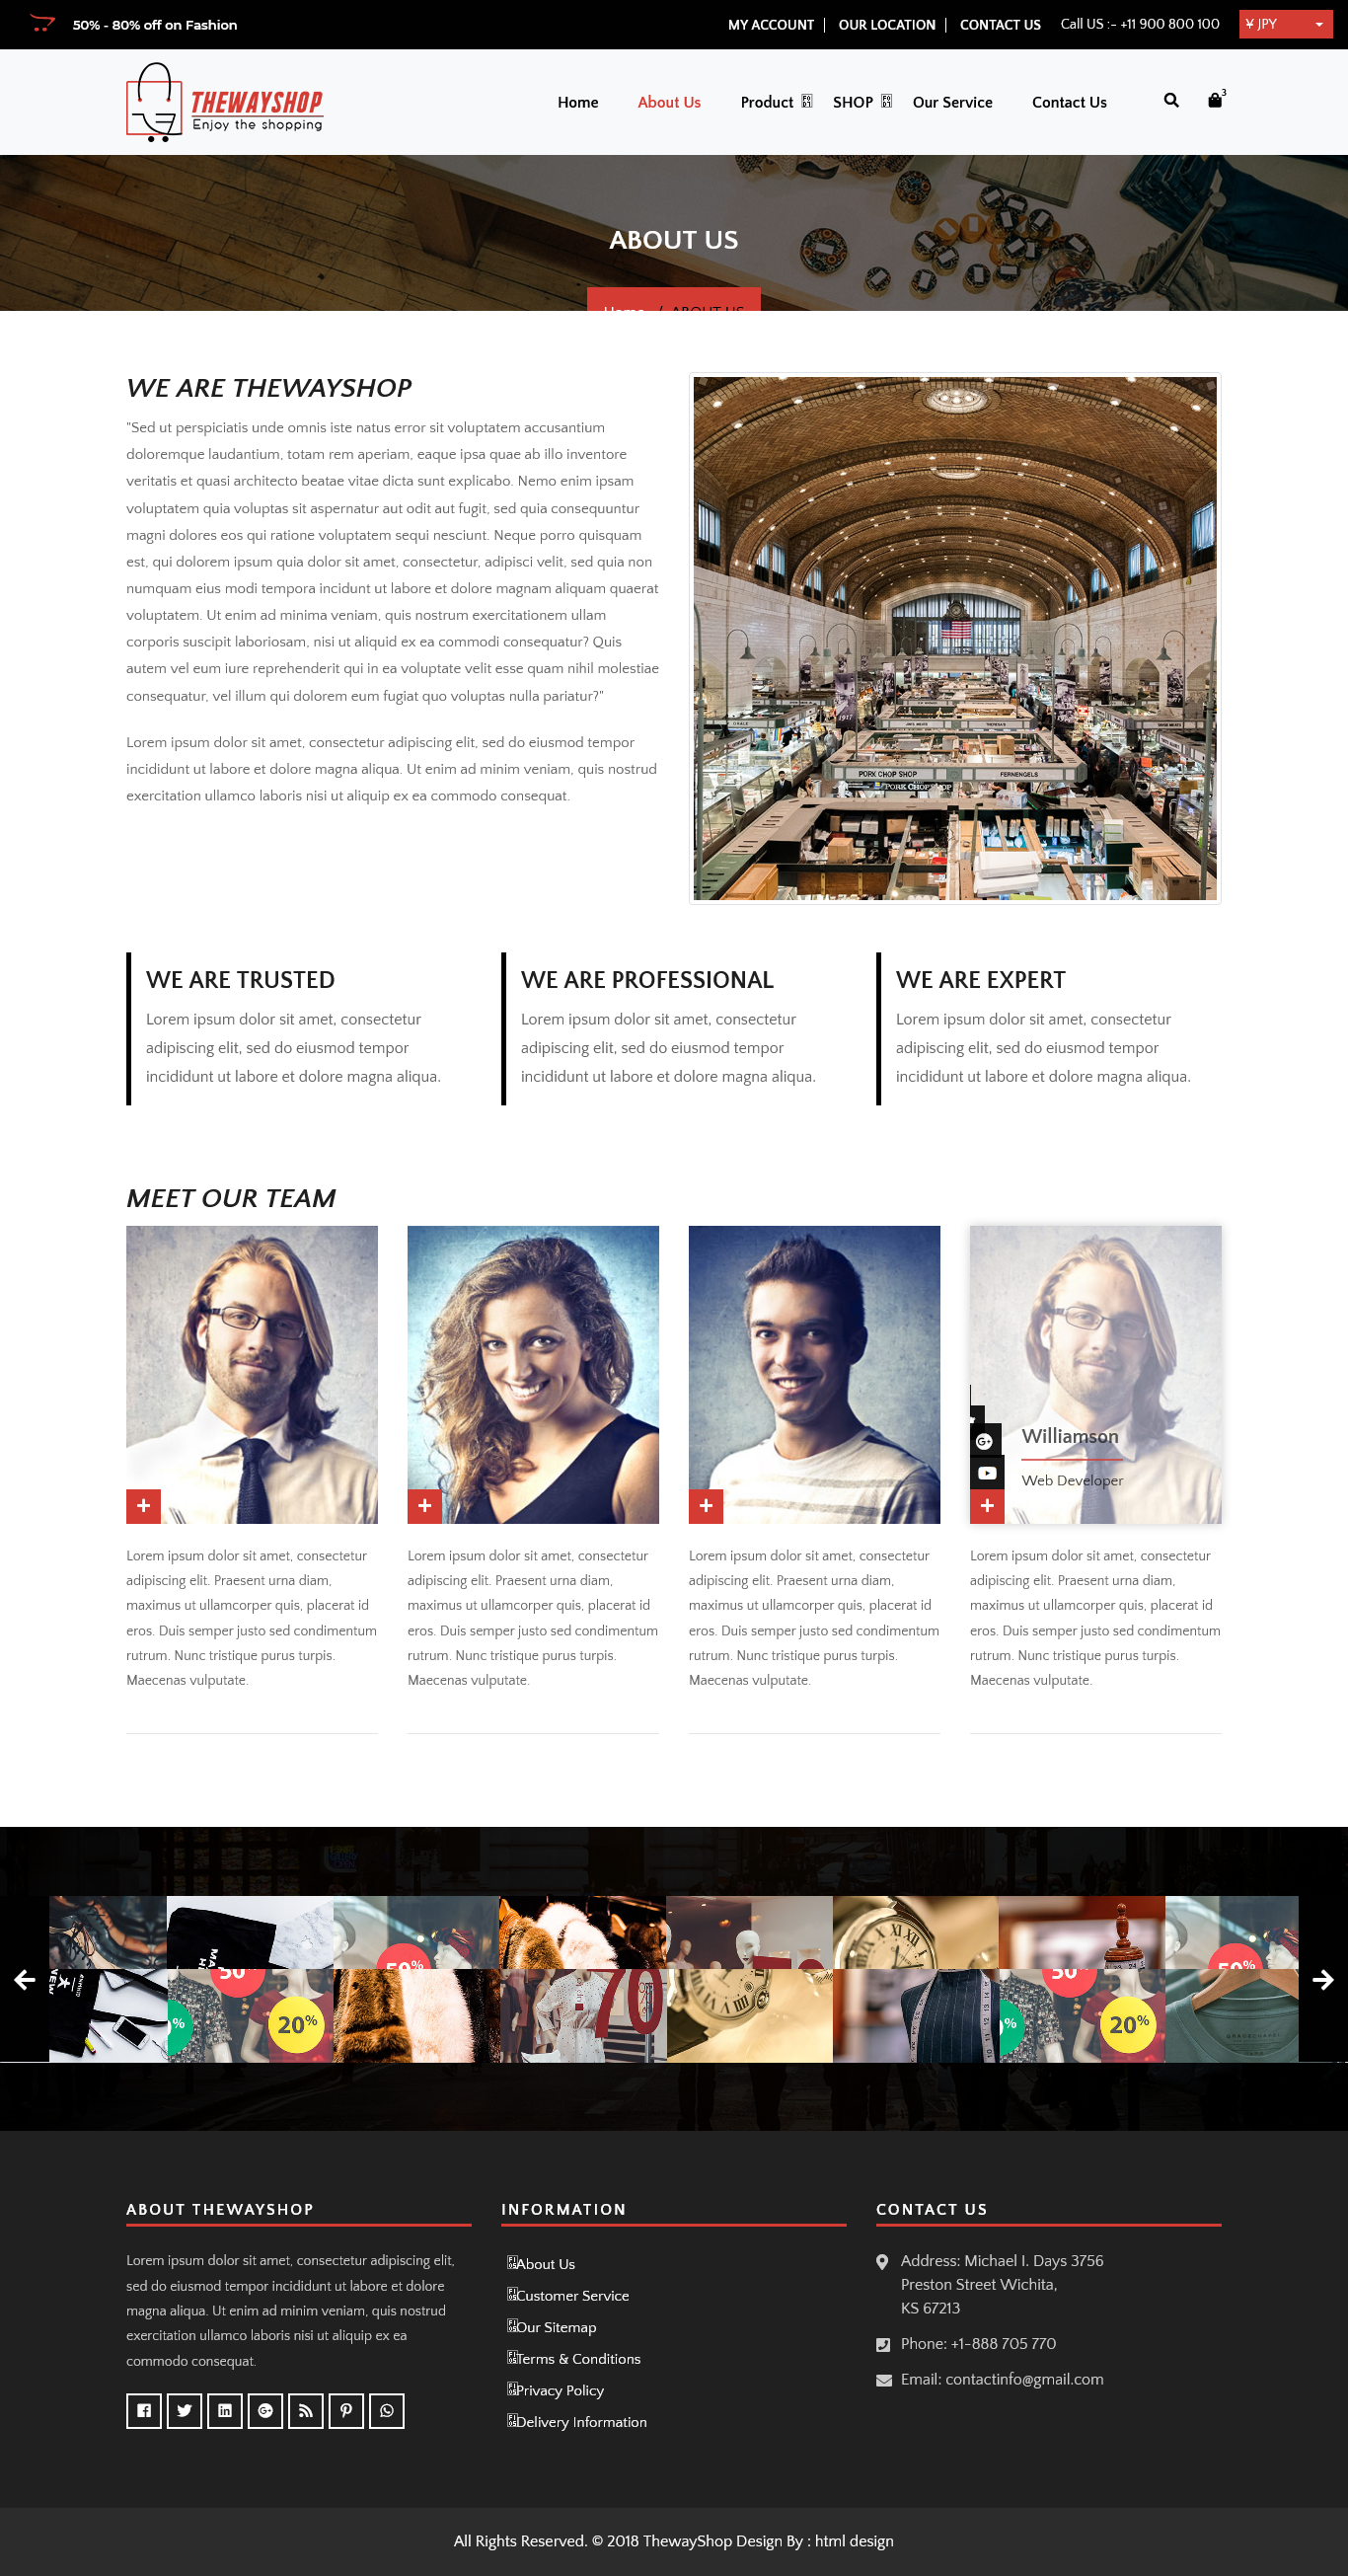 50% - 80% off on Fashion
MY ACCOUNT
OUR LOCATION
CONTACT US
Call US :- +11 900 800 100
¥ JPY
THEWAYSHOP
Enjoy the shopping
Home
About Us
Product
SHOP
Our Service
Contact Us
3
ABOUT US
Home / ABOUT US
WE ARE THEWAYSHOP
"Sed ut perspiciatis unde omnis iste natus error sit voluptatem accusantium
doloremque laudantium, totam rem aperiam, eaque ipsa quae ab illo inventore
veritatis et quasi architecto beatae vitae dicta sunt explicabo. Nemo enim ipsam
voluptatem quia voluptas sit aspernatur aut odit aut fugit, sed quia consequuntur
magni dolores eos qui ratione voluptatem sequi nesciunt. Neque porro quisquam
est, qui dolorem ipsum quia dolor sit amet, consectetur, adipisci velit, sed quia non
numquam eius modi tempora incidunt ut labore et dolore magnam aliquam quaerat
voluptatem. Ut enim ad minima veniam, quis nostrum exercitationem ullam
corporis suscipit laboriosam, nisi ut aliquid ex ea commodi consequatur? Quis
autem vel eum iure reprehenderit qui in ea voluptate velit esse quam nihil molestiae
consequatur, vel illum qui dolorem eum fugiat quo voluptas nulla pariatur?"
Lorem ipsum dolor sit amet, consectetur adipiscing elit, sed do eiusmod tempor
incididunt ut labore et dolore magna aliqua. Ut enim ad minim veniam, quis nostrud
exercitation ullamco laboris nisi ut aliquip ex ea commodo consequat.
PORK CHOP SHOP
FERNENGELS
PORK CHOP SHOP
WE ARE TRUSTED
Lorem ipsum dolor sit amet, consectetur
adipiscing elit, sed do eiusmod tempor
incididunt ut labore et dolore magna aliqua.
WE ARE PROFESSIONAL
Lorem ipsum dolor sit amet, consectetur
adipiscing elit, sed do eiusmod tempor
incididunt ut labore et dolore magna aliqua.
WE ARE EXPERT
Lorem ipsum dolor sit amet, consectetur
adipiscing elit, sed do eiusmod tempor
incididunt ut labore et dolore magna aliqua.
MEET OUR TEAM
Williamson
Web Developer
Lorem ipsum dolor sit amet, consectetur
adipiscing elit. Praesent urna diam,
maximus ut ullamcorper quis, placerat id
eros. Duis semper justo sed condimentum
rutrum. Nunc tristique purus turpis.
Maecenas vulputate.
Lorem ipsum dolor sit amet, consectetur
adipiscing elit. Praesent urna diam,
maximus ut ullamcorper quis, placerat id
eros. Duis semper justo sed condimentum
rutrum. Nunc tristique purus turpis.
Maecenas vulputate.
Lorem ipsum dolor sit amet, consectetur
adipiscing elit. Praesent urna diam,
maximus ut ullamcorper quis, placerat id
eros. Duis semper justo sed condimentum
rutrum. Nunc tristique purus turpis.
Maecenas vulputate.
Lorem ipsum dolor sit amet, consectetur
adipiscing elit. Praesent urna diam,
maximus ut ullamcorper quis, placerat id
eros. Duis semper justo sed condimentum
rutrum. Nunc tristique purus turpis.
Maecenas vulputate.
50%
50%
50%
20%
70
50%
20%
ABOUT THEWAYSHOP
Lorem ipsum dolor sit amet, consectetur adipiscing elit,
sed do eiusmod tempor incididunt ut labore et dolore
magna aliqua. Ut enim ad minim veniam, quis nostrud
exercitation ullamco laboris nisi ut aliquip ex ea
commodo consequat.
INFORMATION
About Us
Customer Service
Our Sitemap
Terms & Conditions
Privacy Policy
Delivery Information
CONTACT US
Address: Michael I. Days 3756
Preston Street Wichita,
KS 67213
Phone: +1-888 705 770
Email: contactinfo@gmail.com
All Rights Reserved. © 2018 ThewayShop Design By : html design